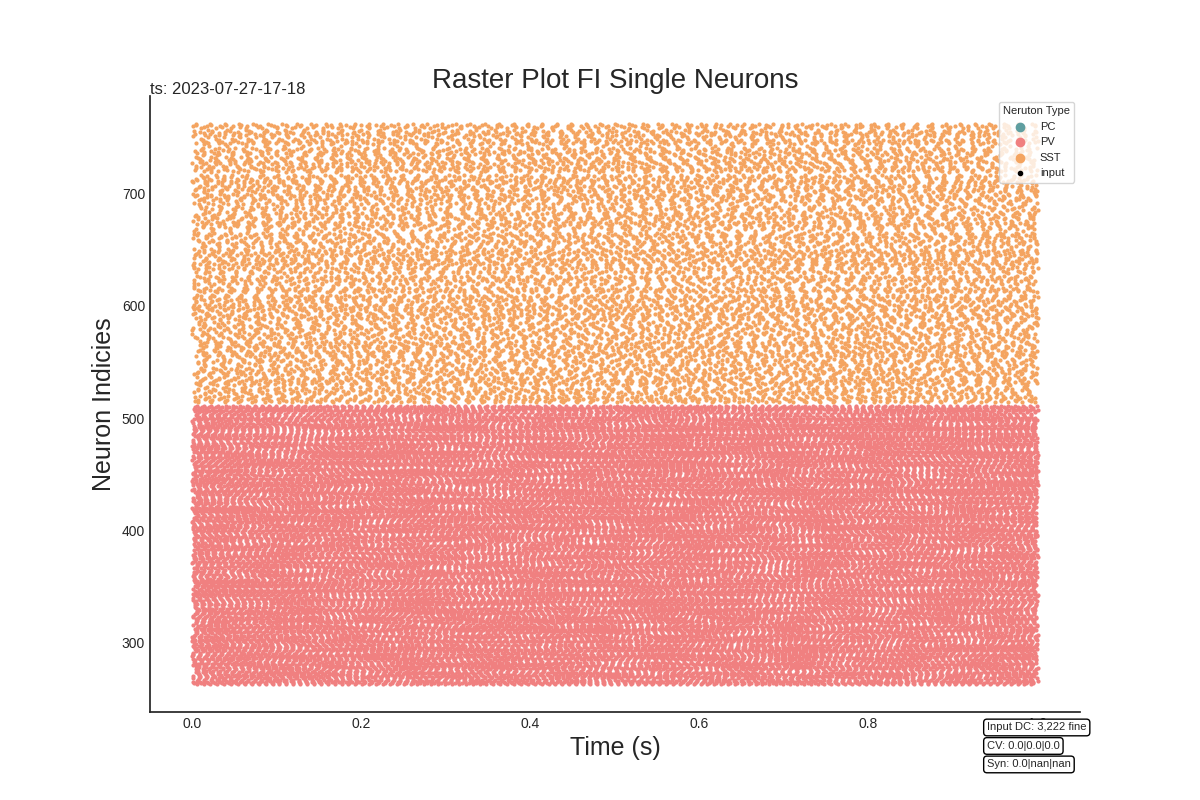 Raster Plot FI Single Neurons
ts: 2023-07-27-17-18
Neruton Type
PC
PV
SST
input
700
600
500
400
300
Neuron Indicies
0.0 0.2 0.4 0.6 0.8
Time (s)
Input DC: 3,222 fine
CV: 0.0|0.0|0.0
Syn: 0.0|nan|nan